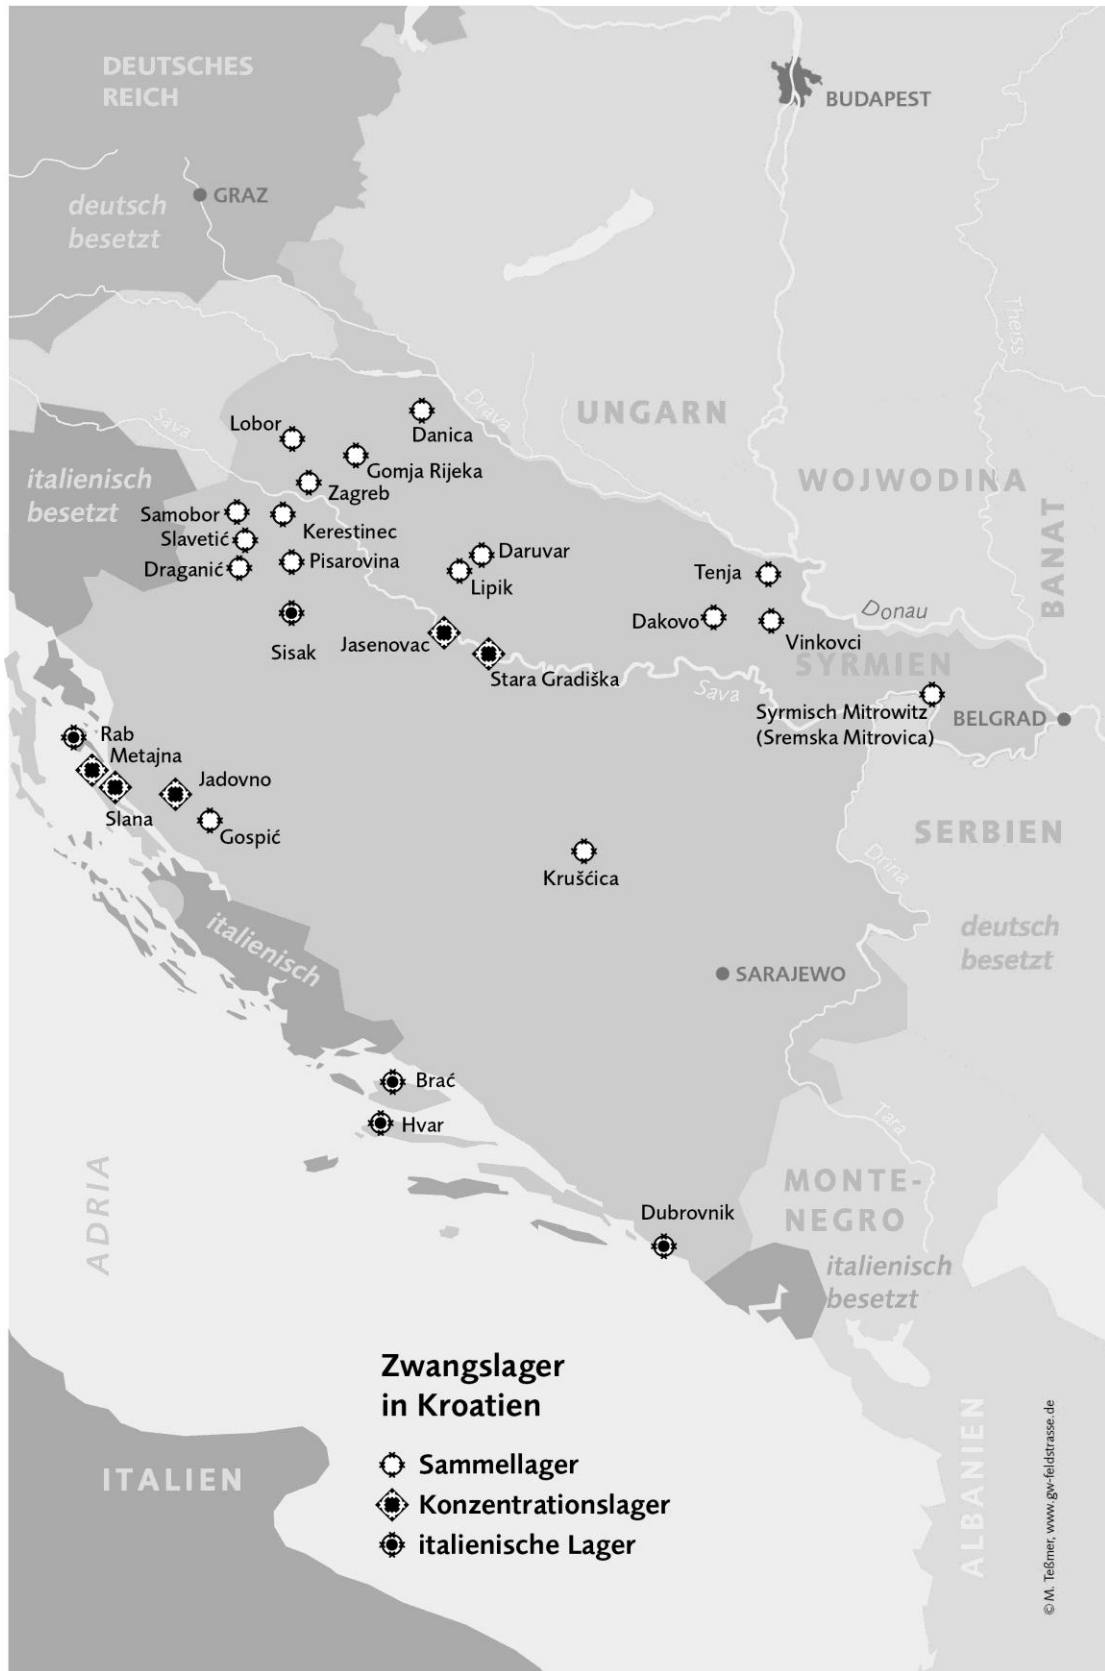 DEUTSCHES
REICH
BUDAPEST
GRAZ
deutsch
besetzt
Theiss
Drava
UNGARN
Sava
Danica
Lobor
Gomja Rijeka
Zagreb
italienisch
besetzt
WOJWODINA
BANAT
Samobor
Kerestinec
Slavetić
Draganić
Pisarovina
Daruvar
Lipik
Tenja
Donau
Dakovo
Vinkovci
Sisak
Jasenovac
Stara Gradiška
SYRMIEN
Sava
Syrmisch Mitrowitz
(Sremska Mitrovica)
BELGRAD
Rab
Metajna
Jadovno
Slana
Gospić
SERBIEN
Drina
Krušćica
italienisch
deutsch
besetzt
SARAJEWO
Brać
Hvar
Tara
ADRIA
MONTE-
NEGRO
Dubrovnik
italienisch
besetzt
Zwangslager
in Kroatien
Sammellager
Konzentrationslager
italienische Lager
ITALIEN
ALBANIEN
© M. Teßmer, www.gw-feldstrasse.de